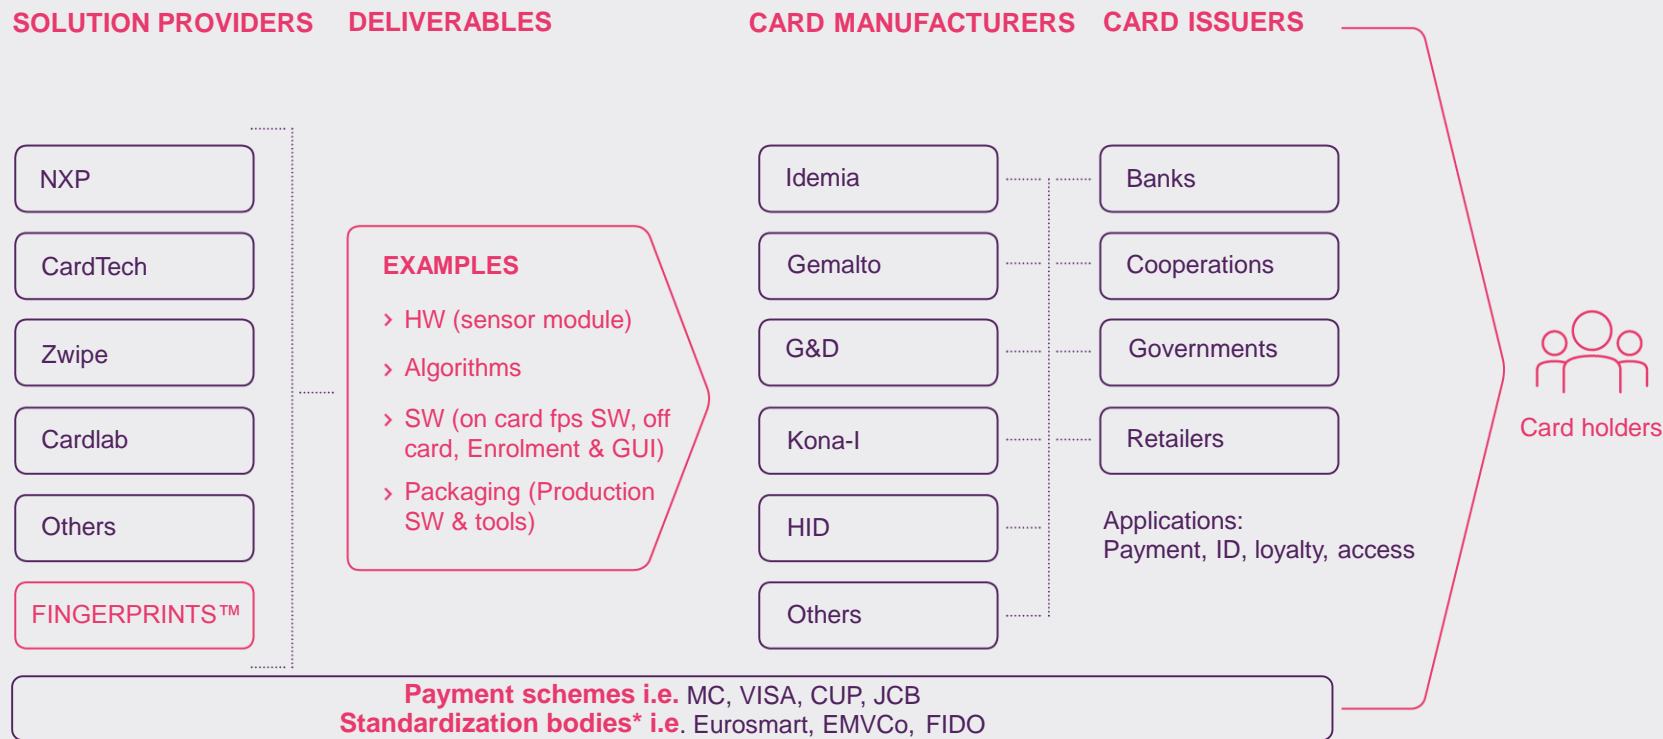 SOLUTION PROVIDERS
DELIVERABLES
CARD MANUFACTURERS
CARD ISSUERS
NXP
CardTech
Zwipe
Cardlab
Others
FINGERPRINTS™
EXAMPLES
› HW (sensor module)
› Algorithms
› SW (on card fps SW, off
card, Enrolment & GUI)
› Packaging (Production
SW & tools)
Idemia
Gemalto
G&D
Kona-I
HID
Others
Banks
Cooperations
Governments
Retailers
Applications:
Payment, ID, loyalty, access
Card holders
Payment schemes i.e. MC, VISA, CUP, JCB
Standardization bodies* i.e. Eurosmart, EMVCo, FIDO